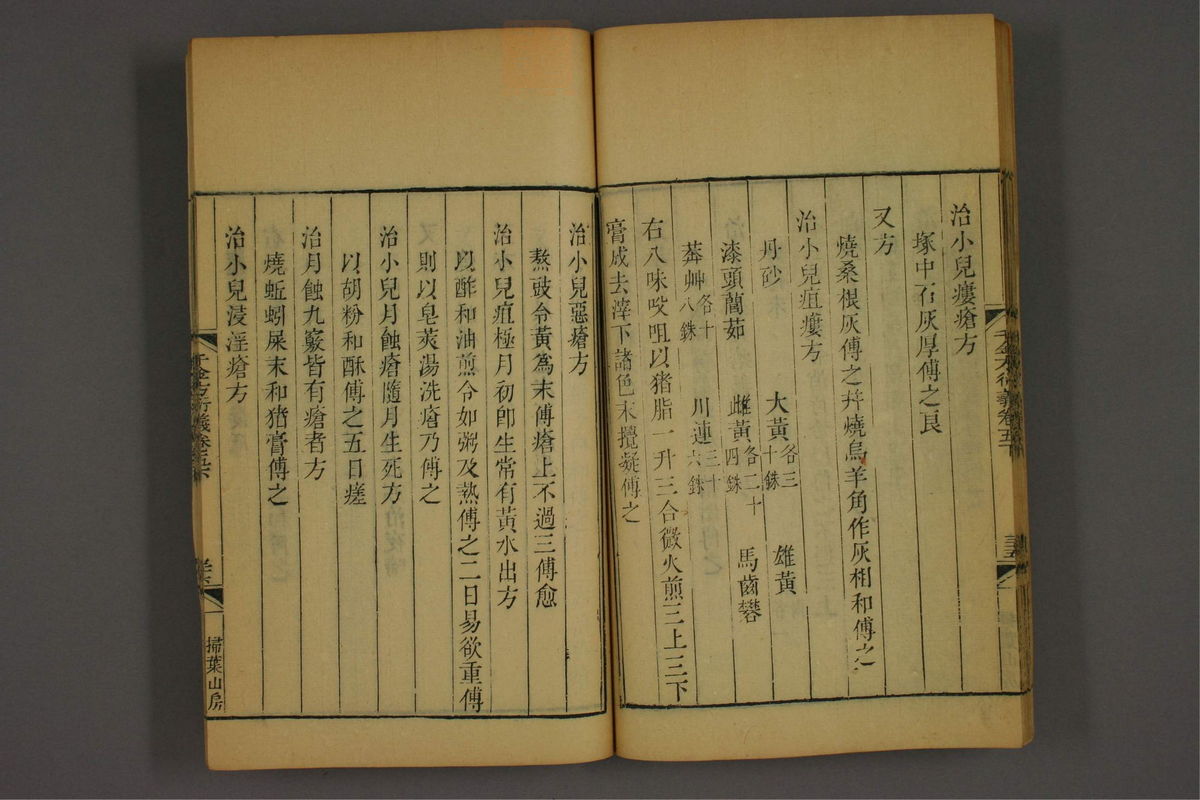 治小兒瘻瘡方
塚中石灰厚傅之良
又方
燒桑根灰傅之并燒烏羊角作灰相和傅之
治小兒疽瘻方
丹砂　大黃各三十銖　雄黃
漆頭䕡茹　雌黃各二十四銖　馬齒礬
莽艸各十八銖　川連三十六銖
右八味㕮咀以猪脂一升三合微火煎三上三下
膏成去滓下諸色末攪凝傅之
治小兒惡瘡方
熬豉令黃為末傅瘡上不過三傅愈
治小兒疽極月初卽生常有黃水出方
以酢和油煎令如粥及熱傅之二日易欲重傅
則以皂莢湯洗瘡乃傅之
治小兒月蝕瘡隨月生死方
以胡粉和酥傅之五日瘥
治月蝕九竅皆有瘡者方
燒蚯蚓屎末和猪膏傅之
治小兒浸淫瘡方
千金方衍義卷五下
掃葉山房